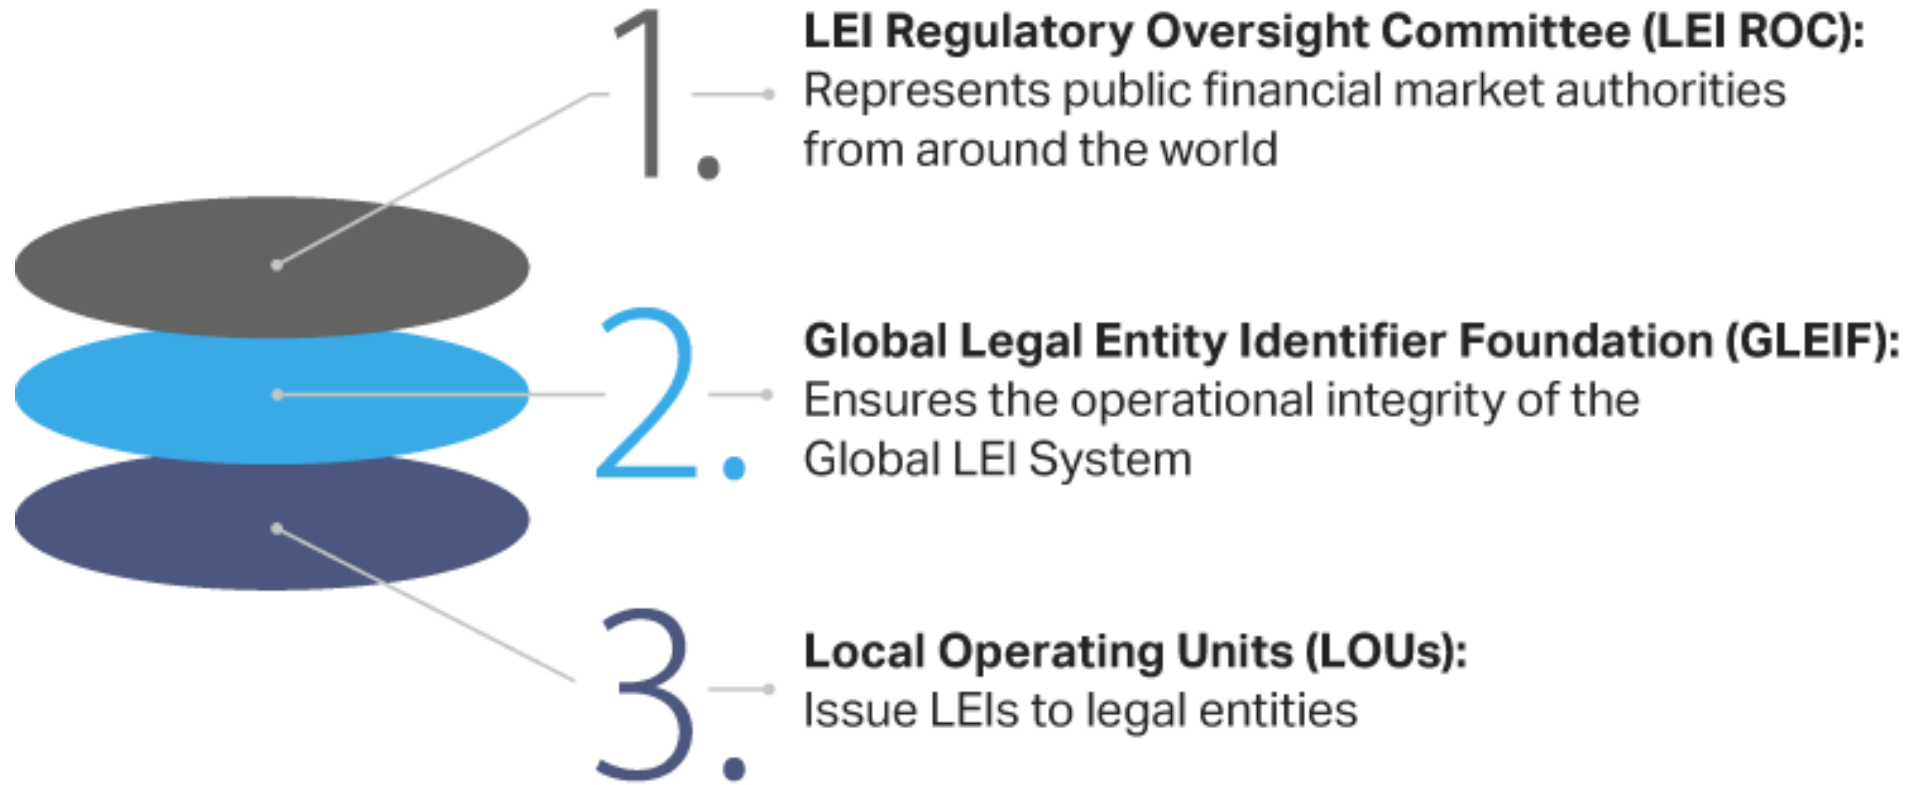 1.
LEI Regulatory Oversight Committee (LEI ROC):
Represents public financial market authorities
from around the world
2.
Global Legal Entity Identifier Foundation (GLEIF):
Ensures the operational integrity of the
Global LEI System
3.
Local Operating Units (LOUs):
Issue LEIs to legal entities